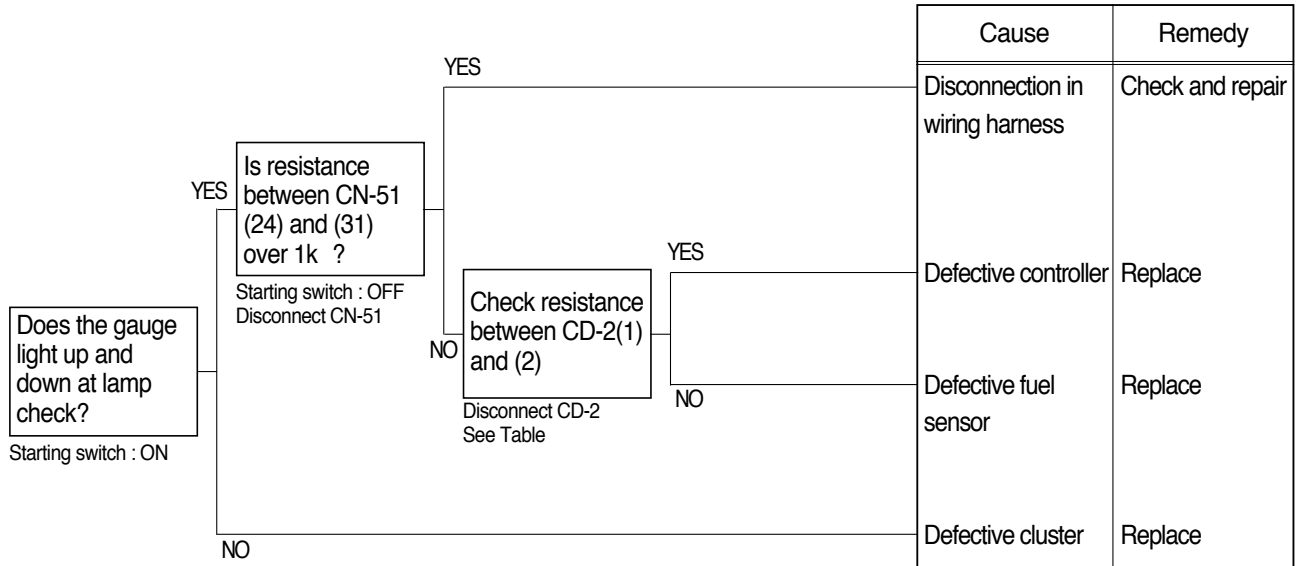 Cause Remedy
YES
Disconnection in Check and repair
wiring harness
Is resistance
between CN-51
(24) and (31)
over 1k ?
YES
Starting switch : OFF
Disconnect CN-51
YES
Defective controller Replace
Check resistance
between CD-2(1)
and (2)
NO
Disconnect CD-2
See Table
Does the gauge
light up and
down at lamp
check?
Starting switch : ON
NO
Defective fuel Replace
sensor
NO
Defective cluster Replace